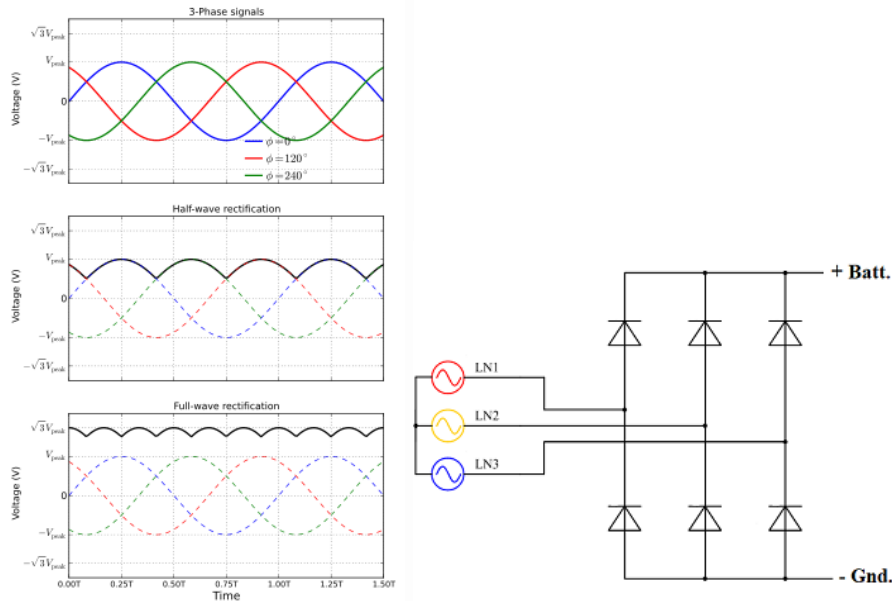 3-Phase signals
√3V_peak
V_peak
0
−V_peak
−√3V_peak
Voltage (V)
ϕ=0°
ϕ=120°
ϕ=240°
Half-wave rectification
√3V_peak
V_peak
0
−V_peak
−√3V_peak
Voltage (V)
Full-wave rectification
√3V_peak
V_peak
0
−V_peak
−√3V_peak
Voltage (V)
0.00T 0.25T 0.50T 0.75T 1.00T 1.25T 1.50T
Time
+ Batt.
LN1
LN2
LN3
- Gnd.